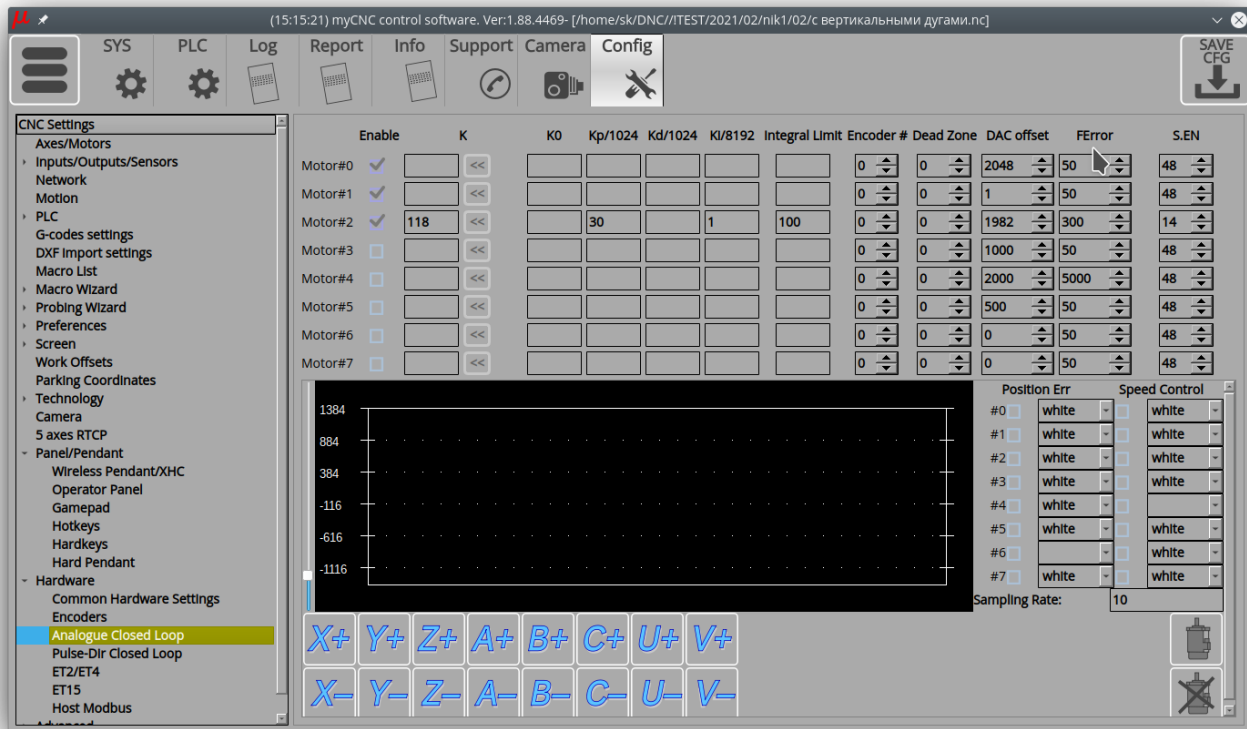 μ (15:15:21) myCNC control software. Ver:1.88.4469- [/home/sk/DNC//!TEST/2021/02/nik1/02/с вертикальными дугами.nc]
SYS PLC Log Report Info Support Camera Config SAVE CFG
CNC Settings
Axes/Motors
Inputs/Outputs/Sensors
Network
Motion
PLC
G-codes settings
DXF import settings
Macro List
Macro Wizard
Probing Wizard
Preferences
Screen
Work Offsets
Parking Coordinates
Technology
Camera
5 axes RTCP
Panel/Pendant
Wireless Pendant/XHC
Operator Panel
Gamepad
Hotkeys
Hardkeys
Hard Pendant
Hardware
Common Hardware Settings
Encoders
Analogue Closed Loop
Pulse-Dir Closed Loop
ET2/ET4
ET15
Host Modbus
Advanced
Enable K K0 Kp/1024 Kd/1024 Ki/8192 Integral Limit Encoder # Dead Zone DAC offset FError S.EN
Motor#0 << 0 0 2048 50 48
Motor#1 << 0 0 1 50 48
Motor#2 118 << 30 1 100 0 0 1982 300 14
Motor#3 << 0 0 1000 50 48
Motor#4 << 0 0 2000 5000 48
Motor#5 << 0 0 500 50 48
Motor#6 << 0 0 0 50 48
Motor#7 << 0 0 0 50 48
1384
884
384
-116
-616
-1116
Position Err Speed Control
#0 white white
#1 white white
#2 white white
#3 white white
#4 white
#5 white white
#6 white
#7 white white
Sampling Rate: 10
X+ Y+ Z+ A+ B+ C+ U+ V+
X− Y− Z− A− B− C− U− V−